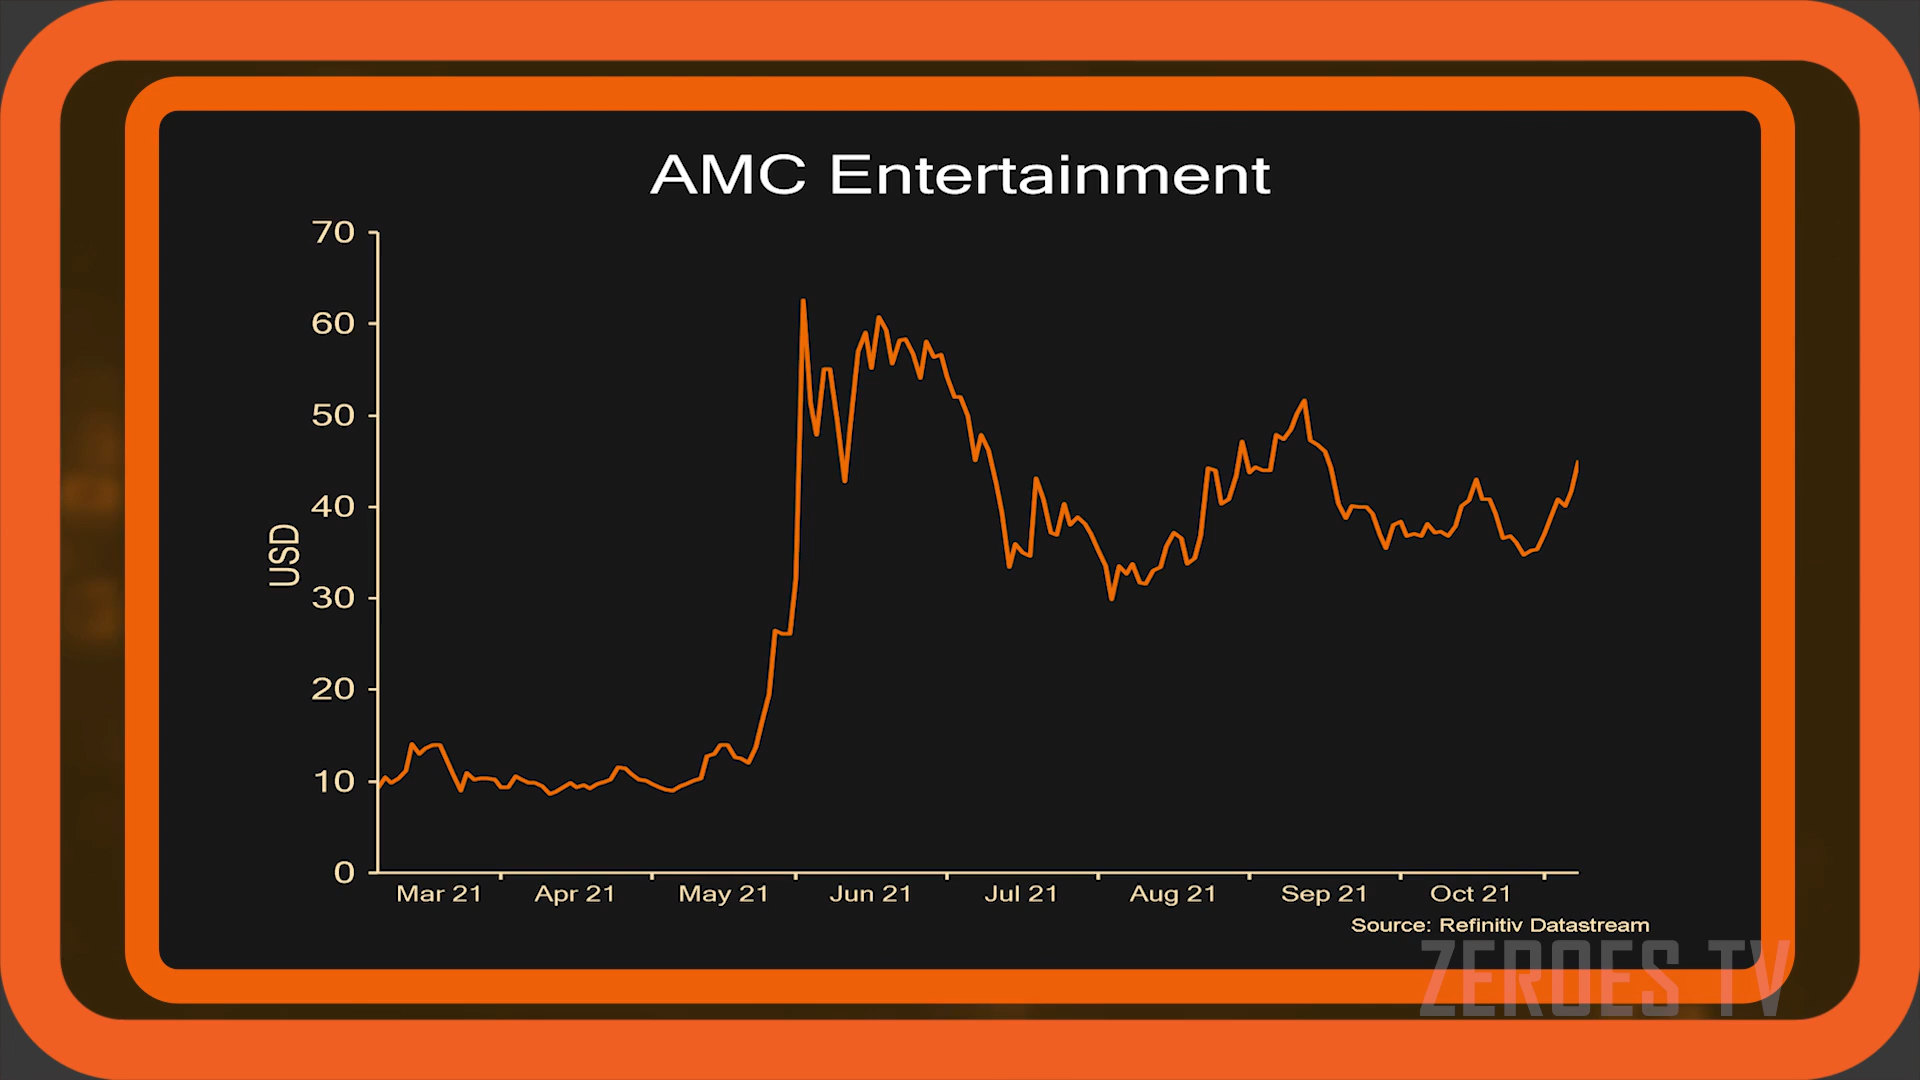 AMC Entertainment
70
60
50
40
30
20
10
0
USD
Mar 21 Apr 21 May 21 Jun 21 Jul 21 Aug 21 Sep 21 Oct 21
Source: Refinitiv Datastream
ZEROES TV